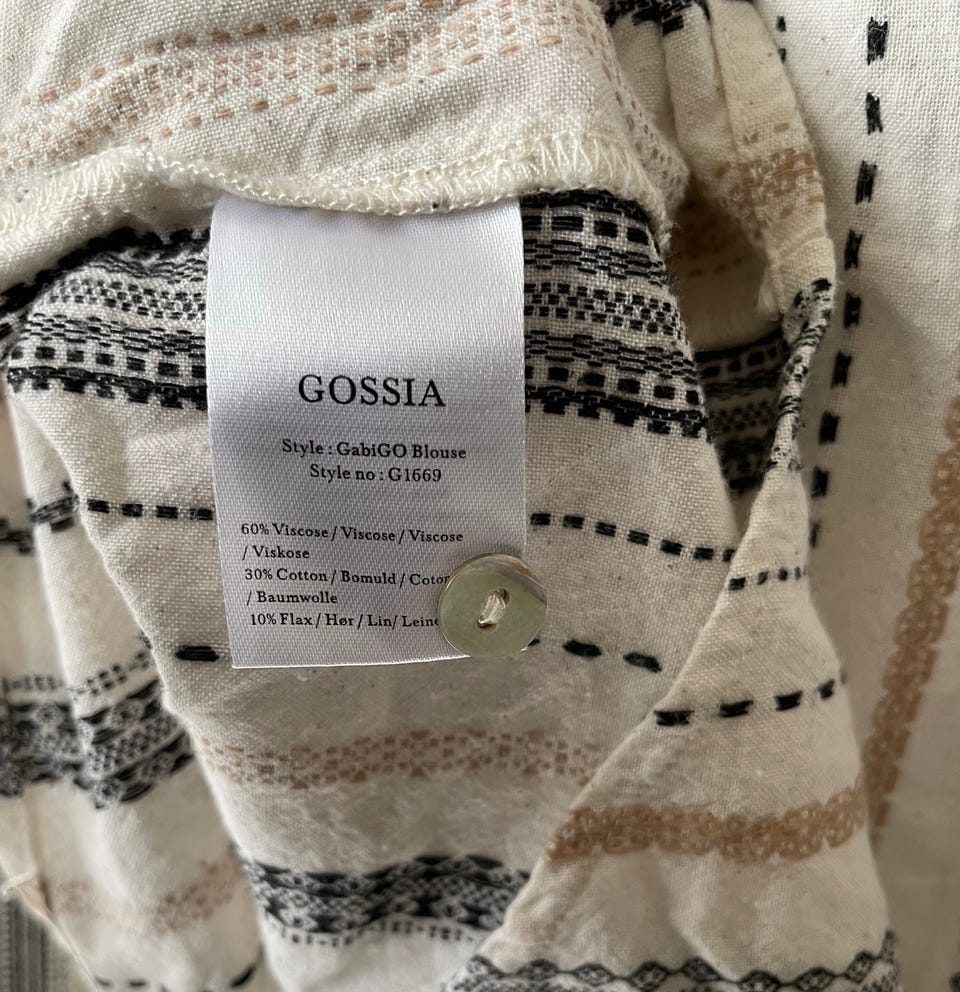 GOSSIA
Style : GabiGO Blouse
Style no : G1669
60% Viscose / Viscose / Viscose
/ Viskose
30% Cotton / Bomuld /
/ Baumwolle
10% Flax / Hør / Lin/